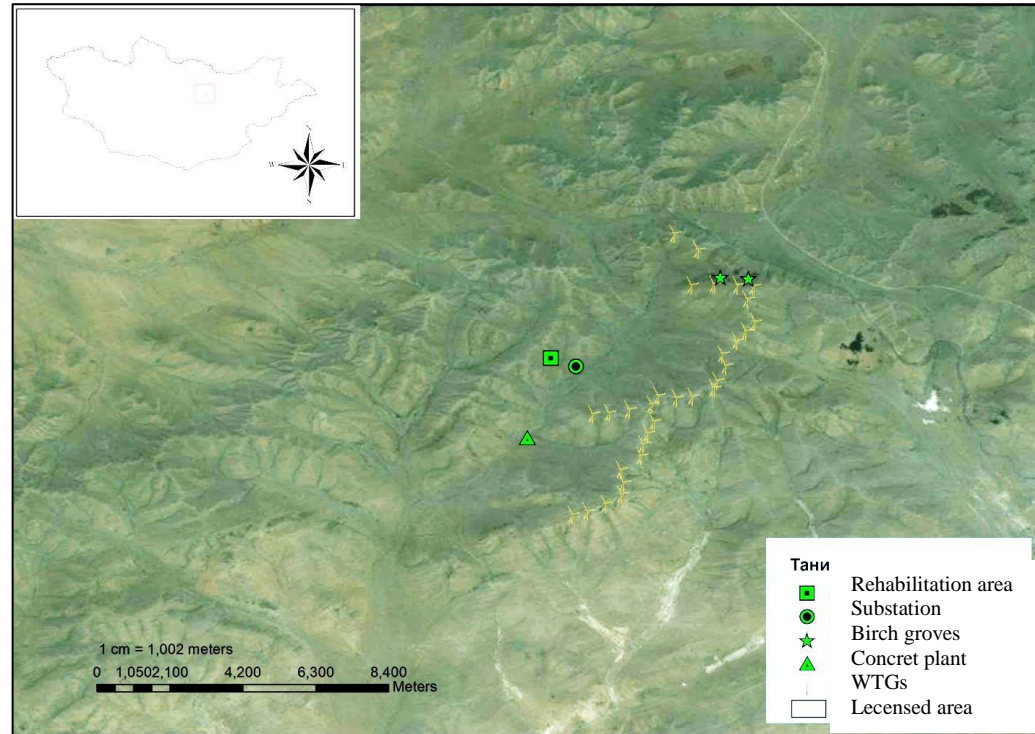 N
W
E
S
Тани
Rehabilitation area
Substation
Birch groves
Concret plant
WTGs
Lecensed area
1 cm = 1,002 meters
0 1,0502,100 4,200 6,300 8,400
Meters